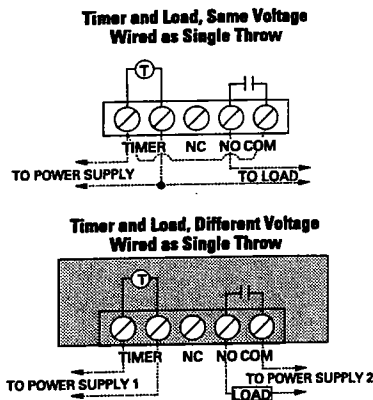 Timer and Load, Same Voltage
Wired as Single Throw
T
TIMER NC NO COM
TO POWER SUPPLY
TO LOAD
Timer and Load, Different Voltage
Wired as Single Throw
T
TIMER NC NO COM
TO POWER SUPPLY 1
TO POWER SUPPLY 2
LOAD